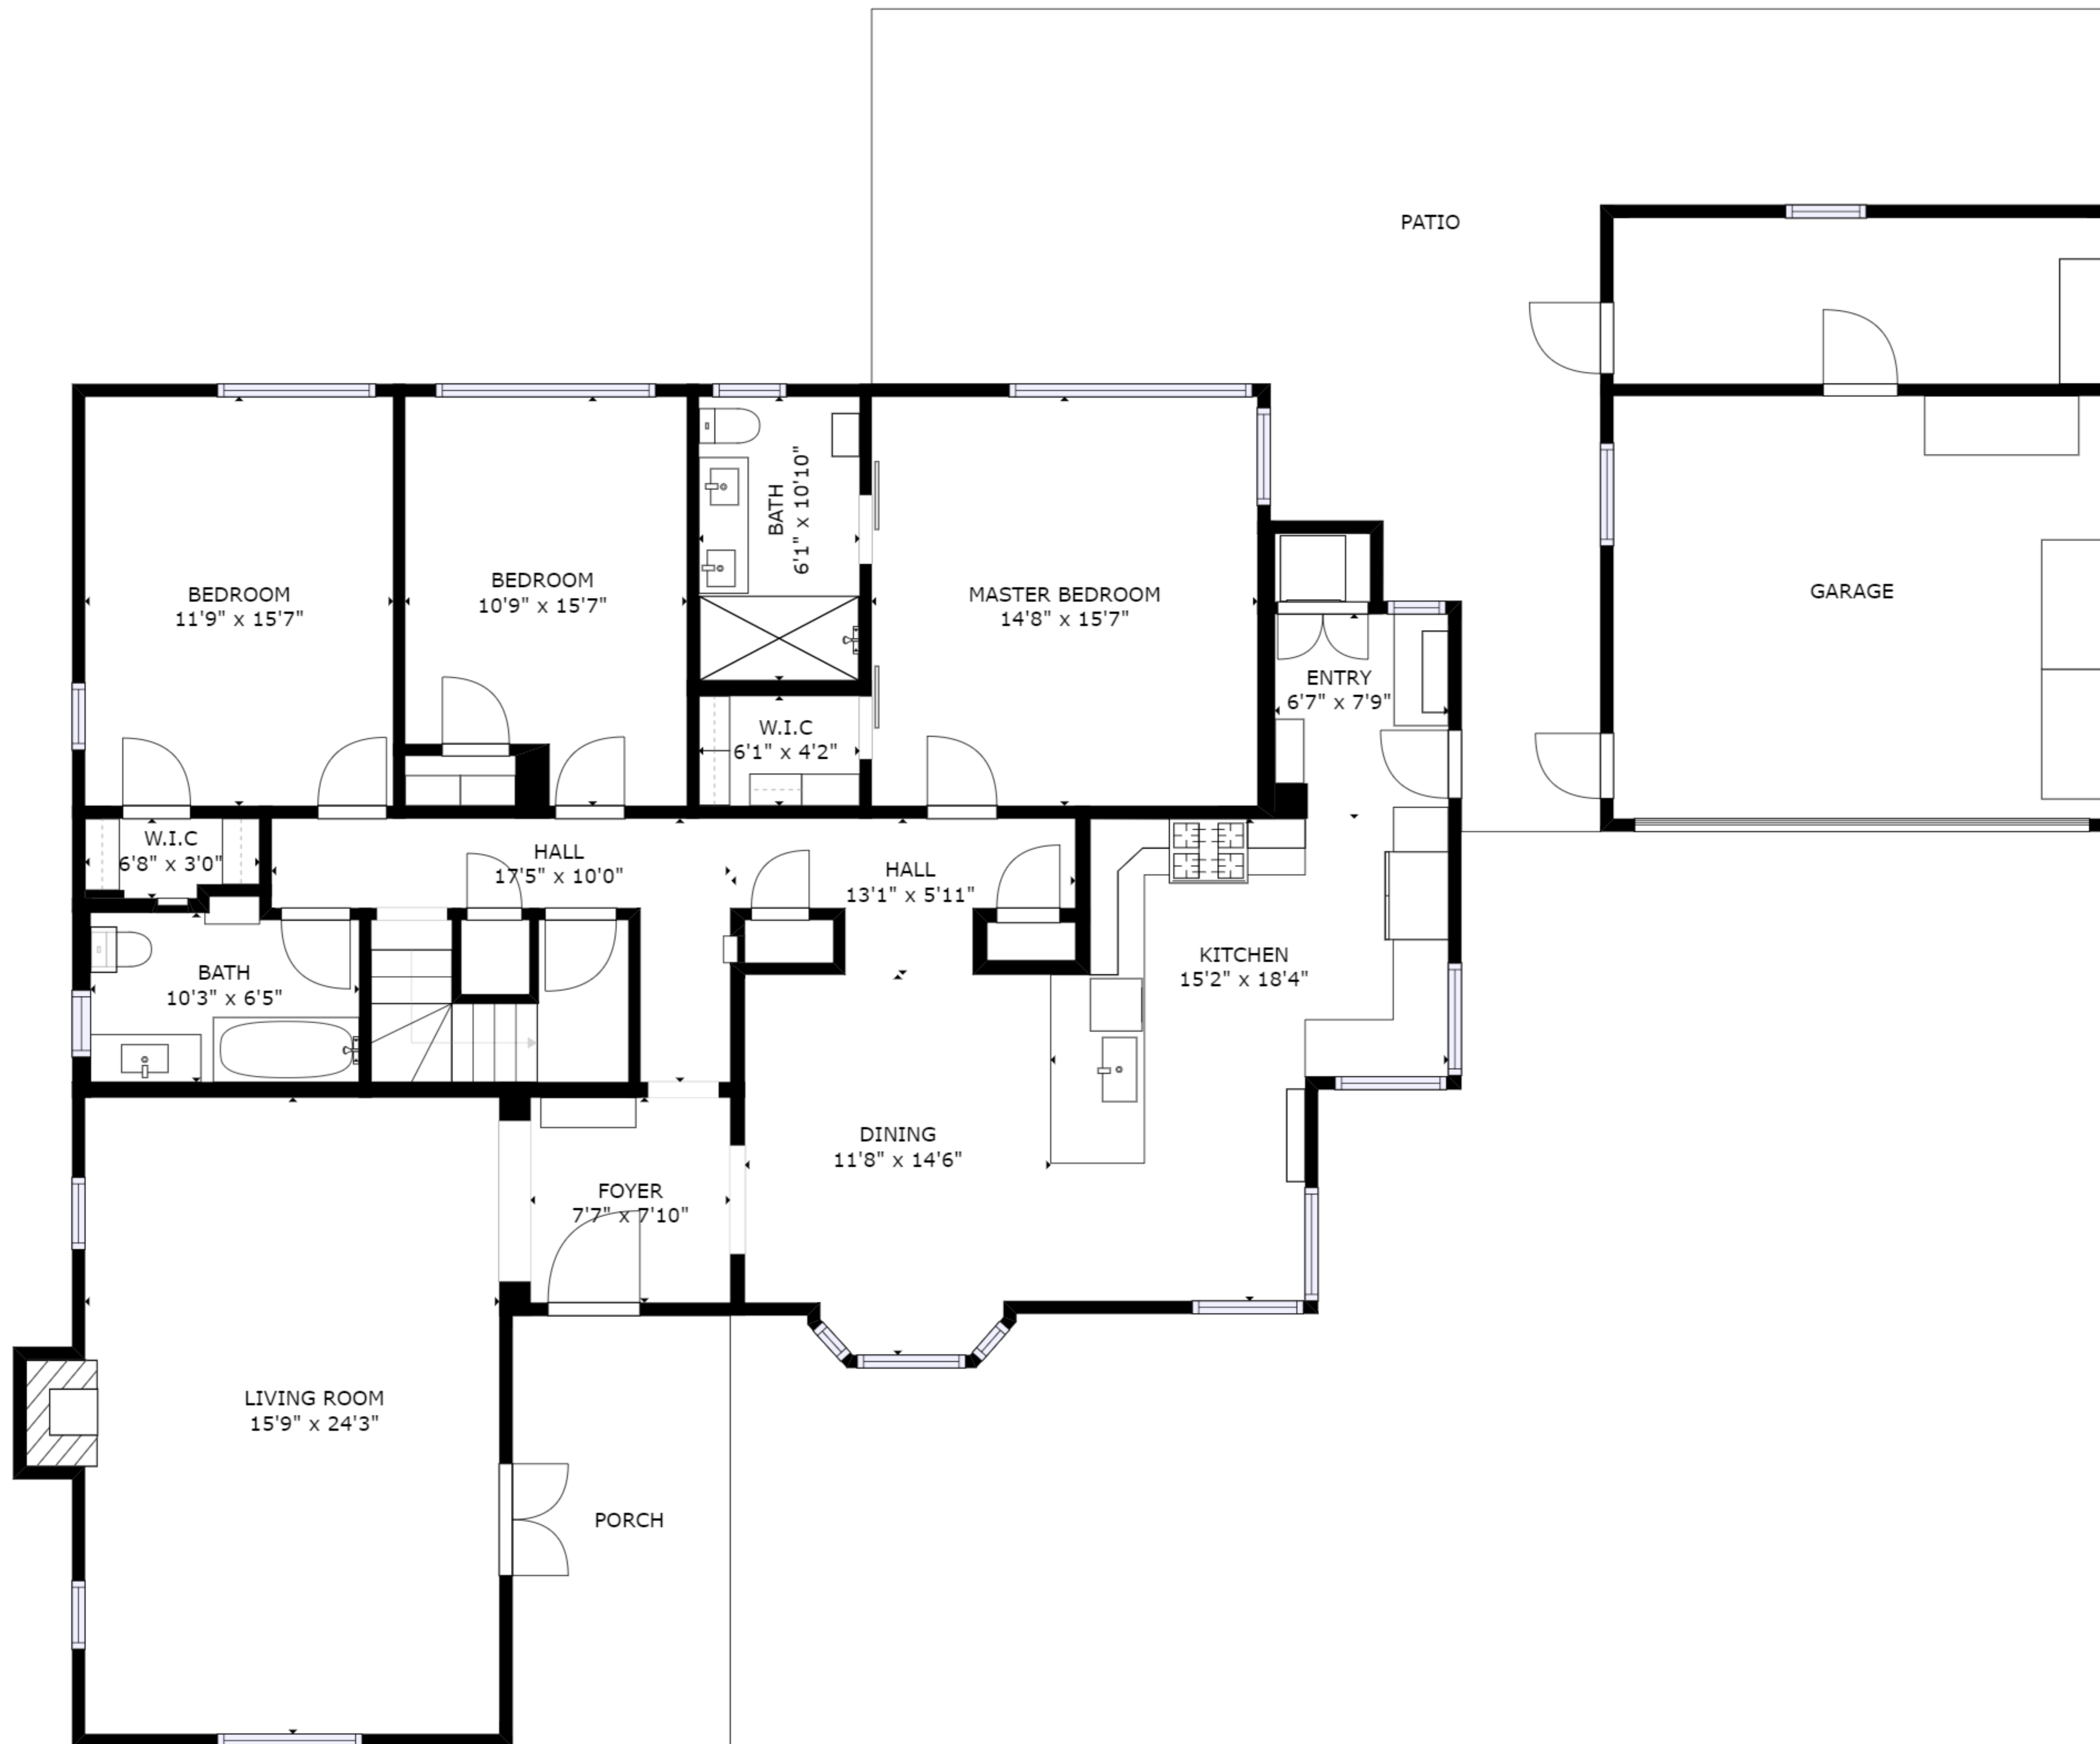 PATIO
GARAGE
BEDROOM
11'9" x 15'7"
BEDROOM
10'9" x 15'7"
BATH
6'1" x 10'10"
MASTER BEDROOM
14'8" x 15'7"
ENTRY
6'7" x 7'9"
W.I.C
6'1" x 4'2"
W.I.C
6'8" x 3'0"
HALL
17'5" x 10'0"
HALL
13'1" x 5'11"
KITCHEN
15'2" x 18'4"
BATH
10'3" x 6'5"
DINING
11'8" x 14'6"
FOYER
7'7" x 7'10"
LIVING ROOM
15'9" x 24'3"
PORCH